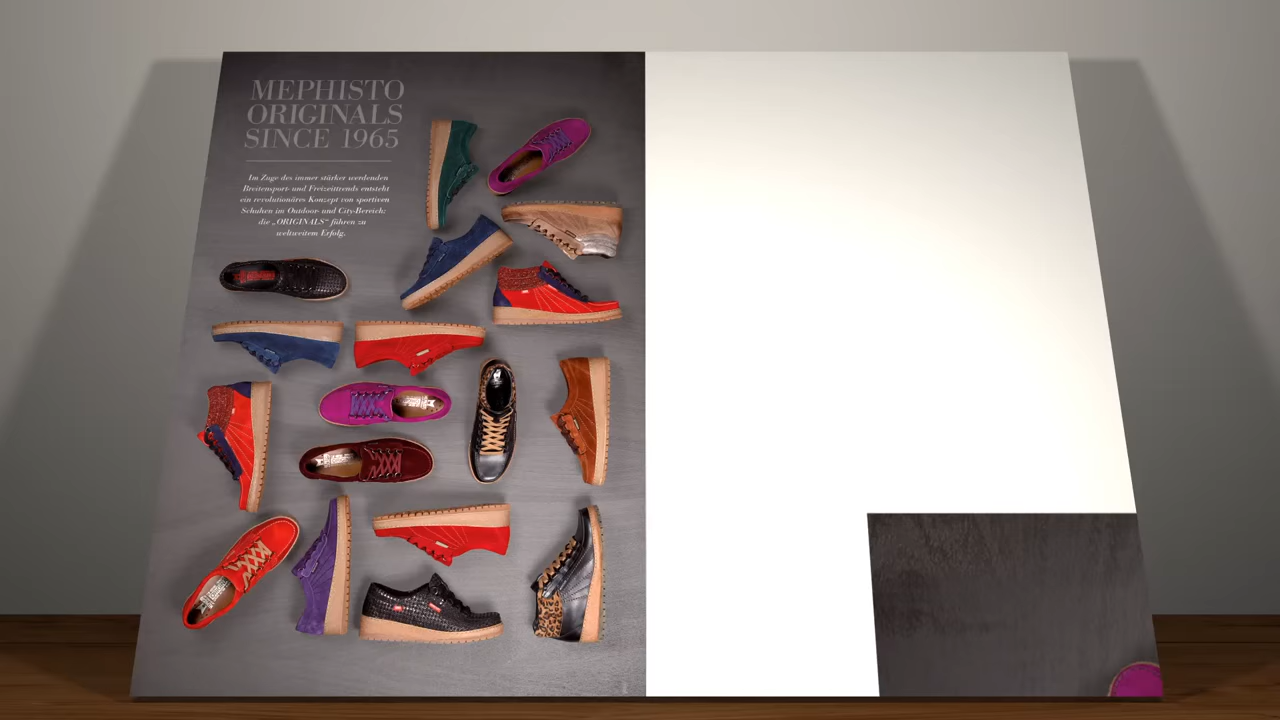 MEPHISTO
ORIGINALS
SINCE 1965
Im Zuge des immer stärker werdenden
Breitensport- und Freizeittrends entsteht
ein revolutionäres Konzept von sportiven
Schuhen im Outdoor- und City-Bereich:
die „ORIGINALS“ führen zu
weltweitem Erfolg.